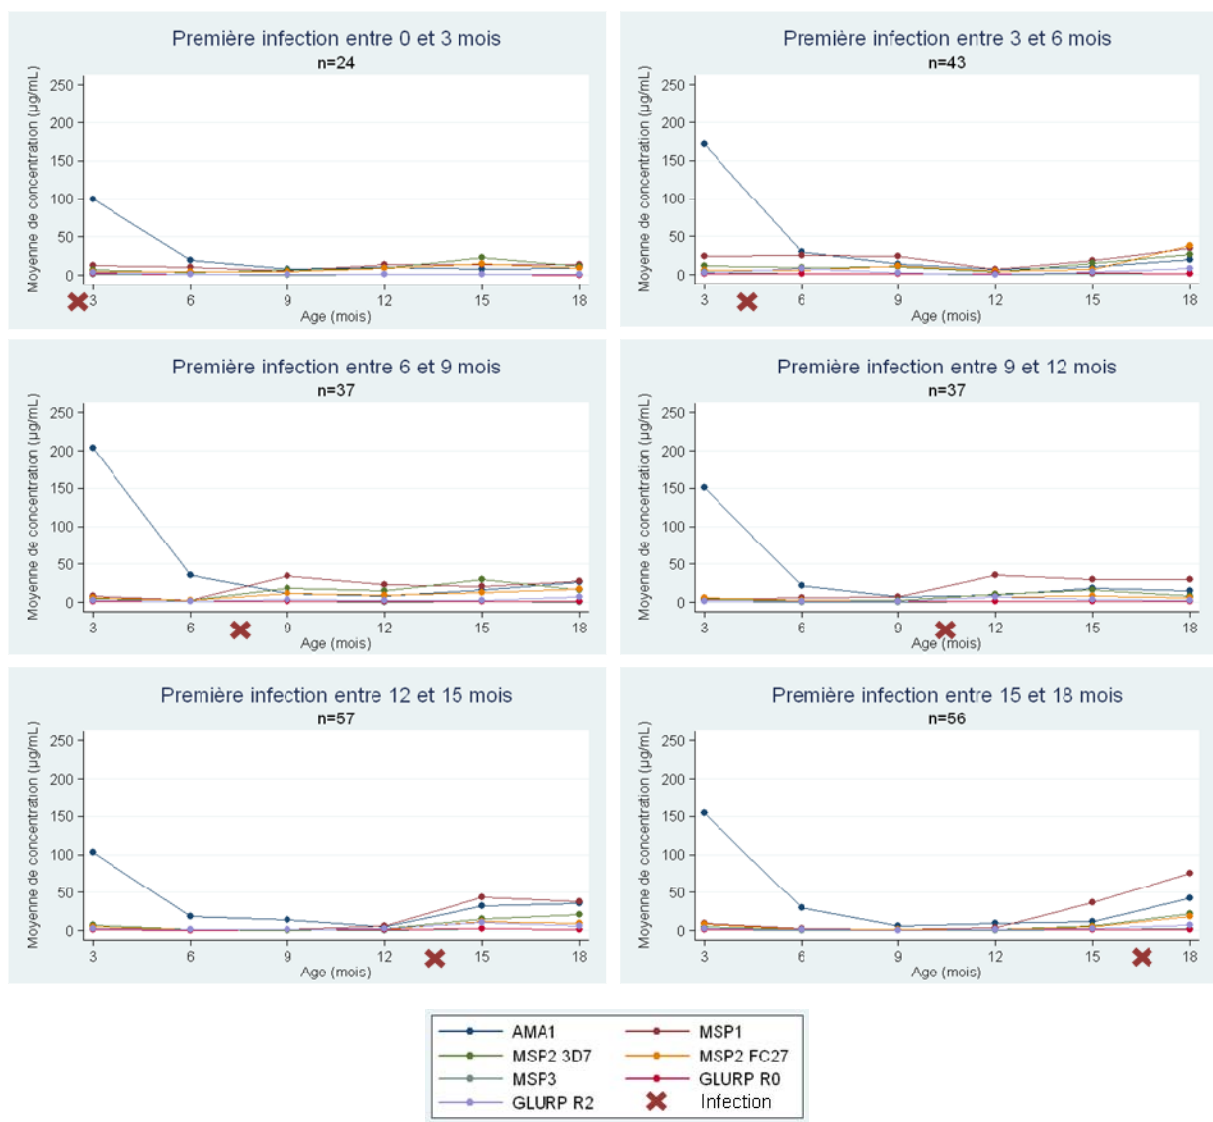 Première infection entre 0 et 3 mois
n=24
Moyenne de concentration (µg/mL)
250
200
150
100
50
0
3 6 9 12 15 18
Age (mois)
Première infection entre 3 et 6 mois
n=43
Moyenne de concentration (µg/mL)
250
200
150
100
50
0
3 6 9 12 15 18
Age (mois)
Première infection entre 6 et 9 mois
n=37
Moyenne de concentration (µg/mL)
250
200
150
100
50
0
3 6 9 12 15 18
Age (mois)
Première infection entre 9 et 12 mois
n=37
Moyenne de concentration (µg/mL)
250
200
150
100
50
0
3 6 9 12 15 18
Age (mois)
Première infection entre 12 et 15 mois
n=57
Moyenne de concentration (µg/mL)
250
200
150
100
50
0
3 6 9 12 15 18
Age (mois)
Première infection entre 15 et 18 mois
n=56
Moyenne de concentration (µg/mL)
250
200
150
100
50
0
3 6 9 12 15 18
Age (mois)
AMA1 MSP1
MSP2 3D7 MSP2 FC27
MSP3 GLURP R0
GLURP R2 Infection